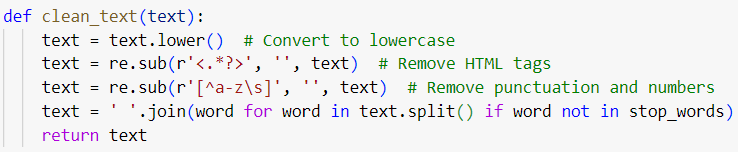 def clean_text(text):
    text = text.lower()  # Convert to lowercase
    text = re.sub(r'<.*?>', '', text)  # Remove HTML tags
    text = re.sub(r'[^a-z\s]', '', text)  # Remove punctuation and numbers
    text = ' '.join(word for word in text.split() if word not in stop_words)
    return text